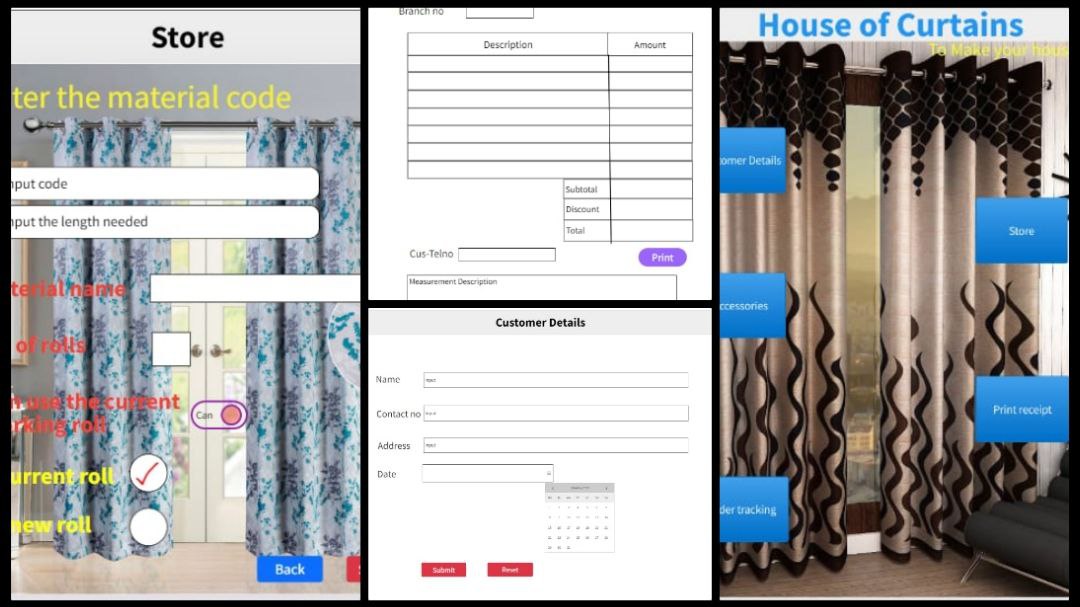 Store
ter the material code
nput code
nput the length needed
terial name
of rolls
n use the current
rking roll
Can
urrent roll
new roll
Back
Branch no
Description Amount
Subtotal
Discount
Total
Cus-Telno
Print
Measurement Description
Customer Details
Name
Contact no
Address
Date
Submit Reset
House of Curtains
To Make your hous
omer Details
Store
ccessories
Print receipt
der tracking